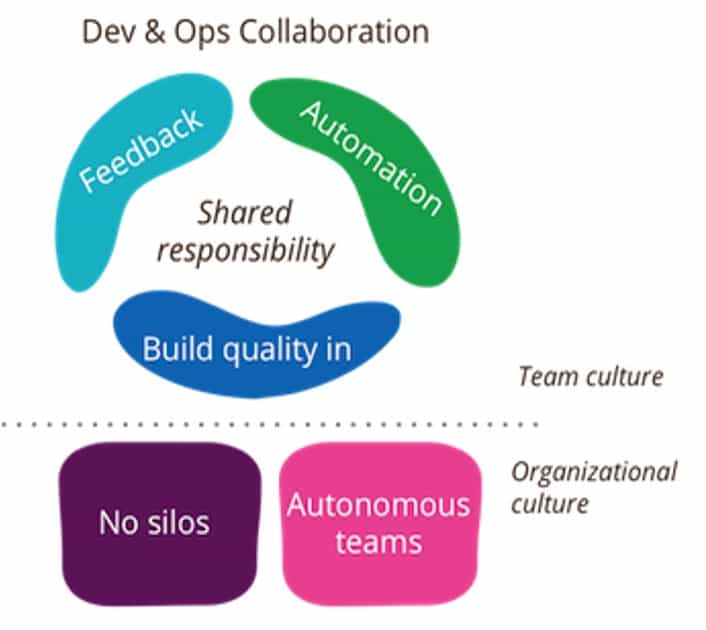 Dev & Ops Collaboration
Feedback
Automation
Shared
responsibility
Build quality in
Team culture
No silos
Autonomous
teams
Organizational
culture